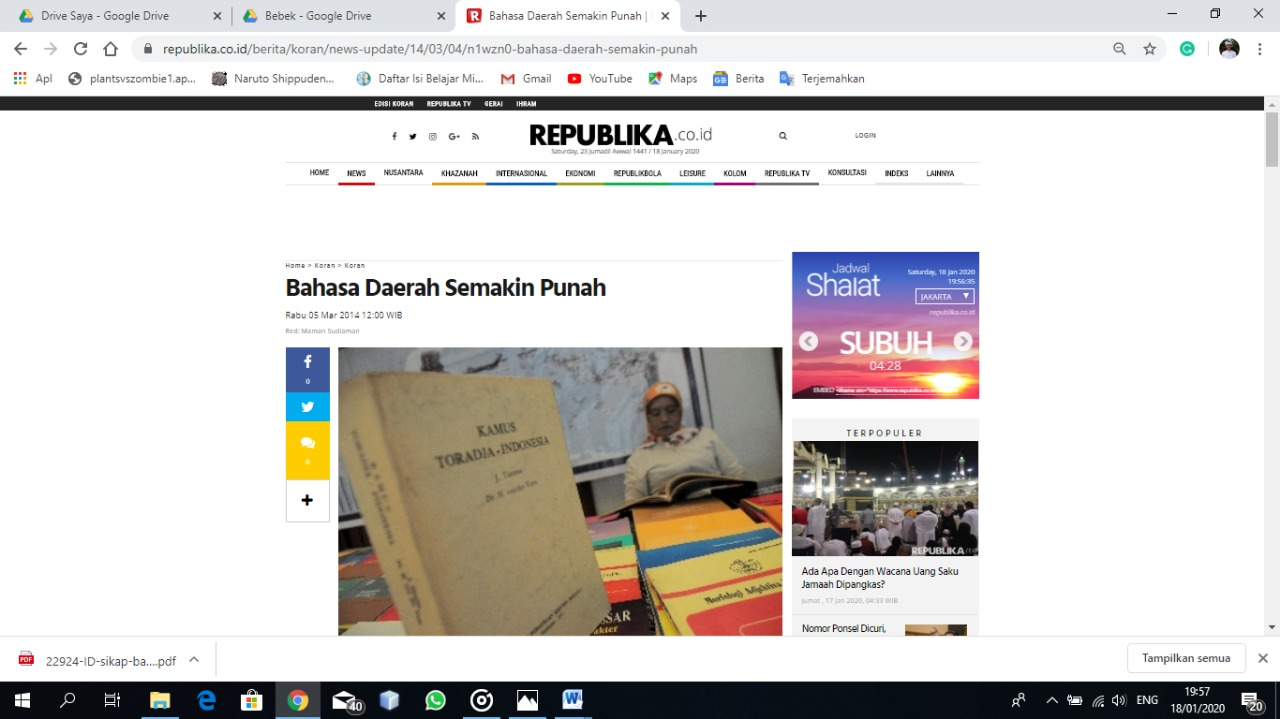 Drive Saya - Google Drive
Bebek - Google Drive
Bahasa Daerah Semakin Punah |
republika.co.id/berita/koran/news-update/14/03/04/n1wzn0-bahasa-daerah-semakin-punah
Apl
plantsvszombie1.ap...
Naruto Shippuden...
Daftar Isi Belajar Mi...
Gmail
YouTube
Maps
Berita
Terjemahkan
EDISI KORAN REPUBLIKA TV GERAI IHRAM
REPUBLIKA.co.id
Saturday, 23 Jumadil Awwal 1441 / 18 January 2020
LOGIN
HOME NEWS NUSANTARA KHAZANAH INTERNASIONAL EKONOMI REPUBLIKBOLA LEISURE KOLOM REPUBLIKA TV KONSULTASI INDEKS LAINNYA
Home > Koran > Koran
Bahasa Daerah Semakin Punah
Rabu 05 Mar 2014 12:00 WIB
Red: Maman Sudiaman
0
0
KAMUS
TORADJA-INDONESIA
Morfologi Adjektiva
Jadwal
Shalat
Saturday, 18 Jan 2020
19:56:35
JAKARTA
republika.co.id
SUBUH
04:28
TERPOPULER
REPUBLIKA
Ada Apa Dengan Wacana Uang Saku
Jamaah Dipangkas?
Jumat , 17 Jan 2020, 04:33 WIB
Nomor Ponsel Dicuri,
22924-ID-sikap-ba....pdf
Tampilkan semua
40
ENG
19:57
18/01/2020
20